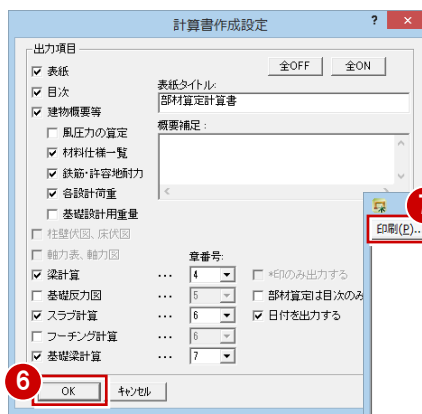 計算書作成設定 ? ×
出力項目
全OFF 全ON
表紙
目次
建物概要等
風圧力の算定
材料仕様一覧
鉄筋・許容地耐力
各設計荷重
基礎設計用重量
柱壁伏図、床伏図
軸力表、軸力図
表紙タイトル:
部材算定計算書
概要補足:
章番号:
梁計算 … 4
基礎反力図 … 5
スラブ計算 … 6
フーチング計算 … 6
基礎梁計算 … 7
*印のみ出力する
部材算定は目次のみ
日付を出力する
6
OK キャンセル
印刷(P)...